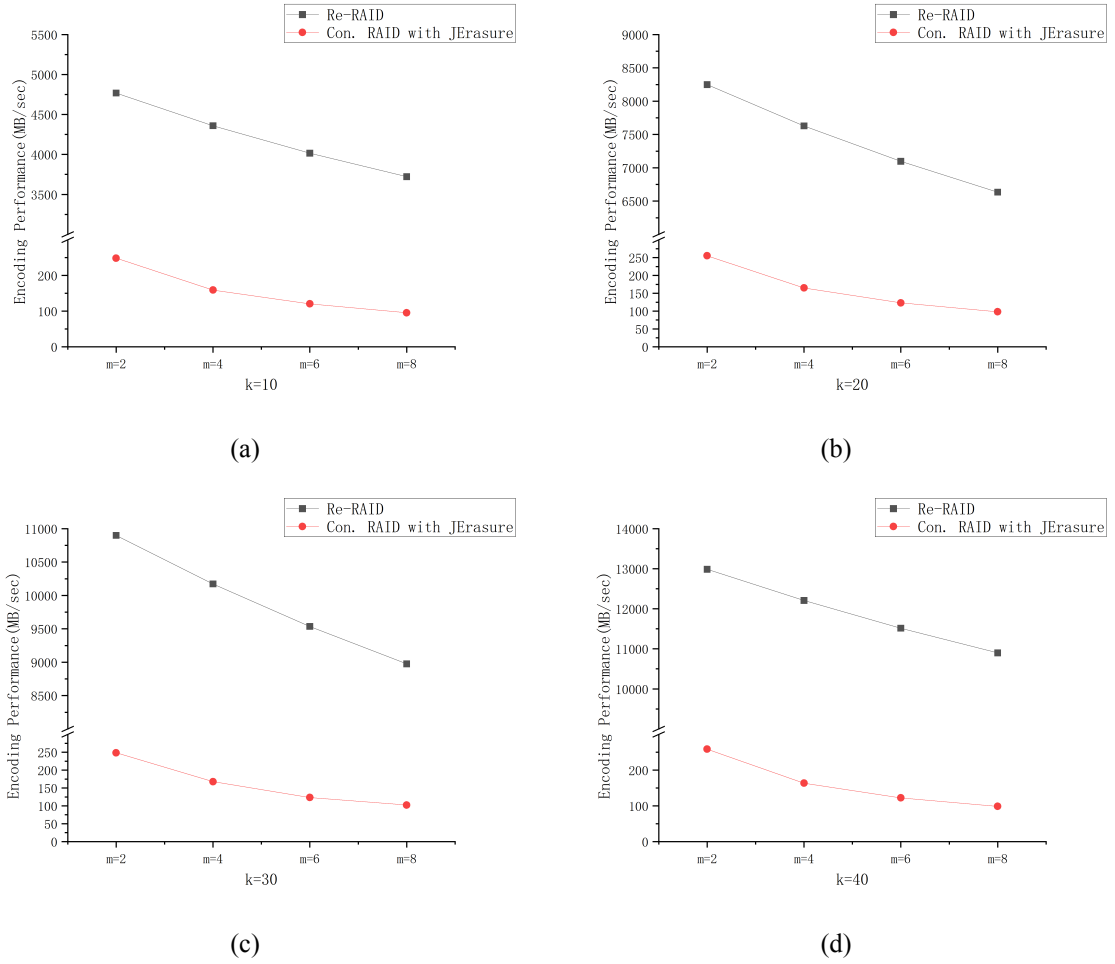 Re-RAID
Con. RAID with JErasure
Encoding Performance(MB/sec)
5500
5000
4500
4000
3500
200
100
0
m=2 m=4 m=6 m=8
k=10
(a)
Re-RAID
Con. RAID with JErasure
Encoding Performance(MB/sec)
9000
8500
8000
7500
7000
6500
250
200
150
100
50
0
m=2 m=4 m=6 m=8
k=20
(b)
Re-RAID
Con. RAID with JErasure
Encoding Performance(MB/sec)
11000
10500
10000
9500
9000
8500
250
200
150
100
50
0
m=2 m=4 m=6 m=8
k=30
(c)
Re-RAID
Con. RAID with JErasure
Encoding Performance(MB/sec)
14000
13000
12000
11000
10000
200
100
0
m=2 m=4 m=6 m=8
k=40
(d)